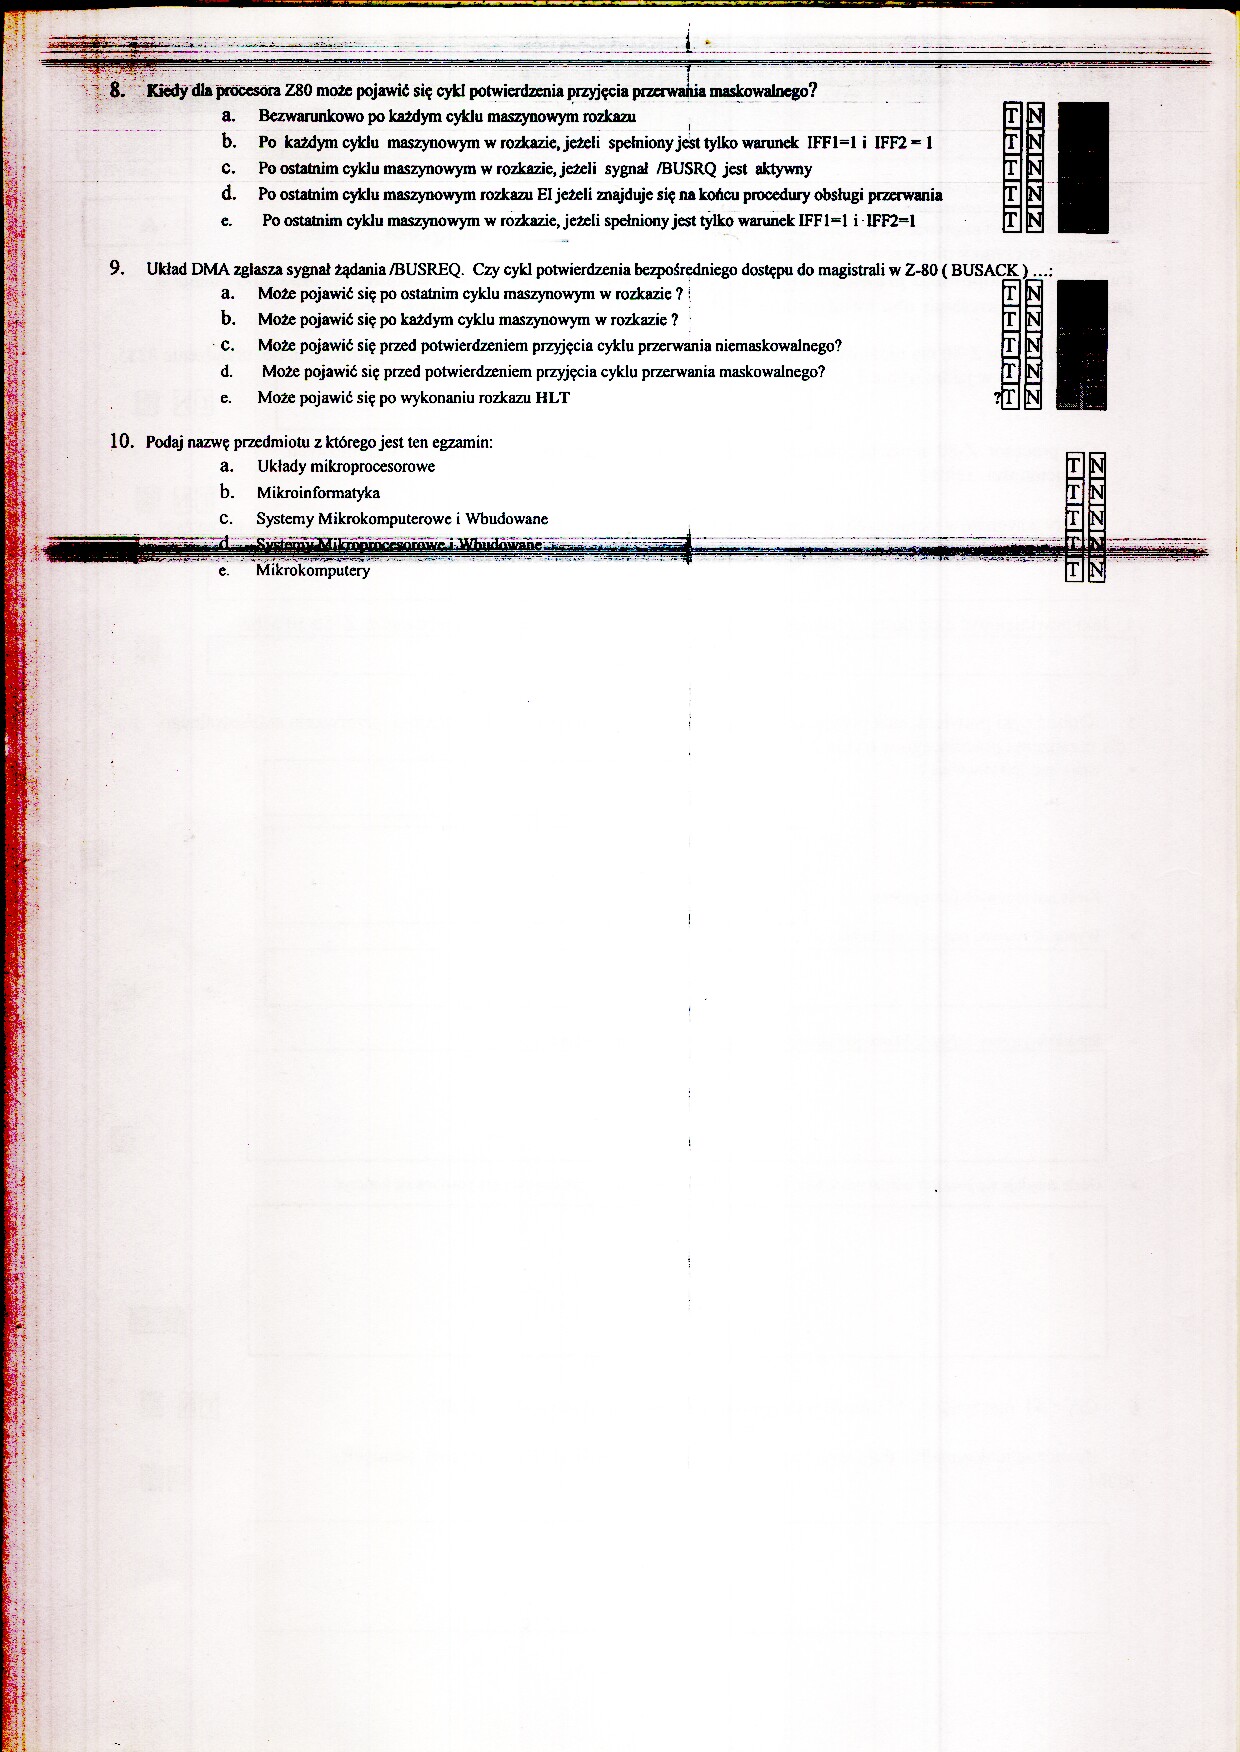 8. Kiedy dla procesora Z80 może pojawić się cykl potwierdzenia przyjęcia przerwania maskowalnego?
a. Bezwarunkowo po każdym cyklu maszynowym rozkazu T N
b. Po każdym cyklu maszynowym w rozkazie, jeżeli spełniony jest tylko warunek IFF1=1 i IFF2 = 1 T N
c. Po ostatnim cyklu maszynowym w rozkazie, jeżeli sygnał /BUSRQ jest aktywny T N
d. Po ostatnim cyklu maszynowym rozkazu EI jeżeli znajduje się na końcu procedury obsługi przerwania T N
e. Po ostatnim cyklu maszynowym w rozkazie, jeżeli spełniony jest tylko warunek IFF1=1 i IFF2=1 T N
9. Układ DMA zgłasza sygnał żądania /BUSREQ. Czy cykl potwierdzenia bezpośredniego dostępu do magistrali w Z-80 ( BUSACK ) ...:
a. Może pojawić się po ostatnim cyklu maszynowym w rozkazie ? T N
b. Może pojawić się po każdym cyklu maszynowym w rozkazie ? T N
c. Może pojawić się przed potwierdzeniem przyjęcia cyklu przerwania niemaskowalnego? T N
d. Może pojawić się przed potwierdzeniem przyjęcia cyklu przerwania maskowalnego? T N
e. Może pojawić się po wykonaniu rozkazu HLT ?T N
10. Podaj nazwę przedmiotu z którego jest ten egzamin:
a. Układy mikroprocesorowe T N
b. Mikroinformatyka T N
c. Systemy Mikrokomputerowe i Wbudowane T N
d. Systemy Mikroprocesorowe i Wbudowane T N
e. Mikrokomputery T N